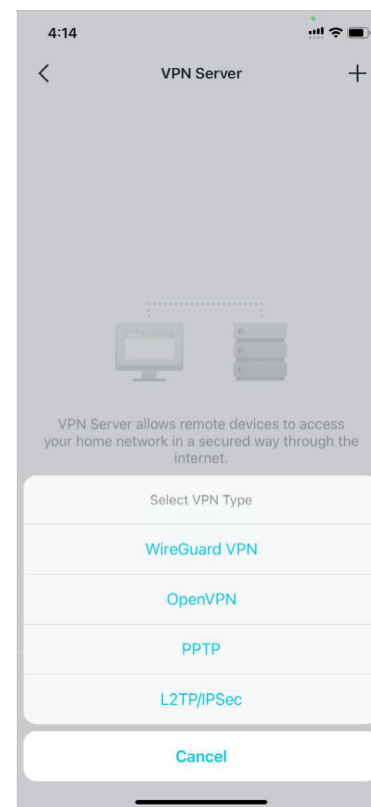 4:14
VPN Server
VPN Server allows remote devices to access
your home network in a secured way through the
internet.
Select VPN Type
WireGuard VPN
OpenVPN
PPTP
L2TP/IPSec
Cancel